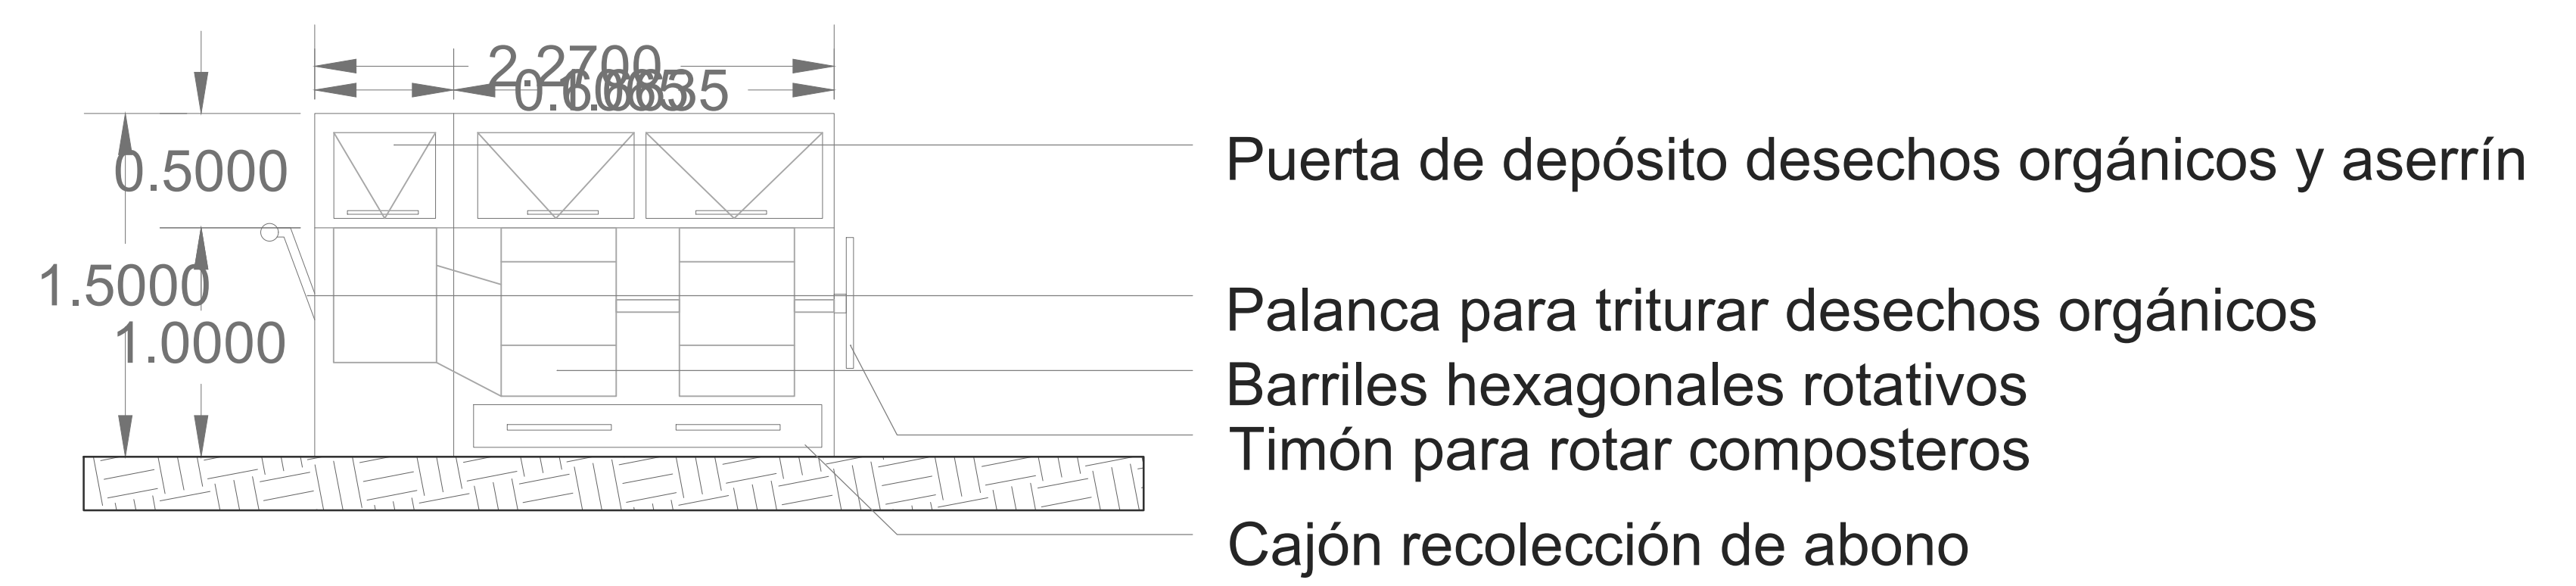 2.2700
Puerta de depósito desechos orgánicos y aserrín
0.5000
1.5000
Palanca para triturar desechos orgánicos
1.0000
Barriles hexagonales rotativos
Timón para rotar composteros
Cajón recolección de abono